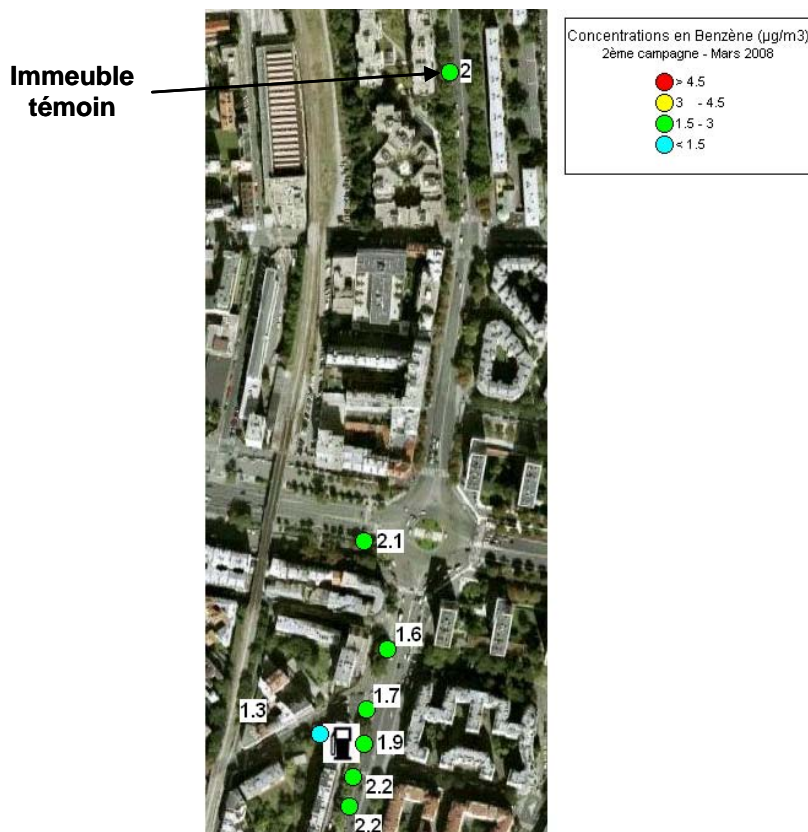 Immeuble
témoin
2
Concentrations en Benzène (µg/m3)
2ème campagne - Mars 2008
> 4.5
3 - 4.5
1.5 - 3
< 1.5
2.1
1.6
1.7
1.3
1.9
2.2
2.2